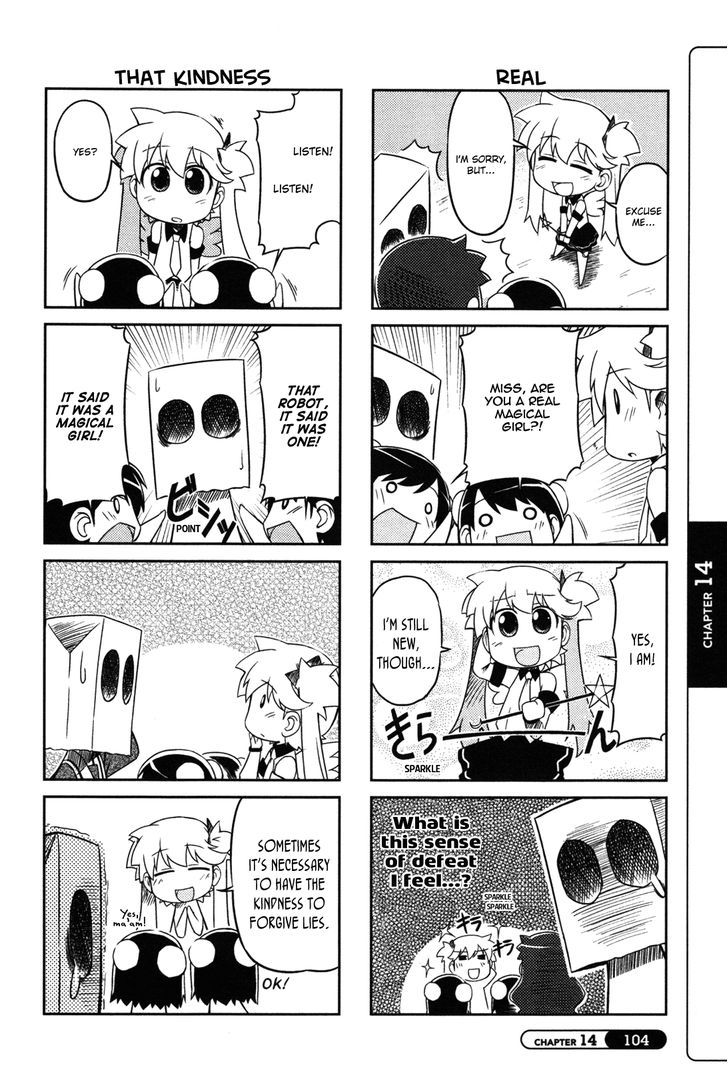 REAL
EXCUSE
ME...
I'M SORRY,
BUT...
MISS, ARE
YOU A REAL
MAGICAL
GIRL?!
YES,
I AM!
I'M STILL
NEW,
THOUGH...
きら
ん
SPARKLE
What is
this sense
of defeat
I feel...?
SPARKLE
SPARKLE
キラ
キラ
THAT KINDNESS
LISTEN!
LISTEN!
YES?
THAT
ROBOT,
IT SAID
IT WAS
ONE!
IT SAID
IT WAS A
MAGICAL
GIRL!
ビシッ
POINT
SOMETIMES
IT'S NECESSARY
TO HAVE THE
KINDNESS TO
FORGIVE LIES.
Yes,
ma'am!
OK!
CHAPTER 14
CHAPTER 14 104